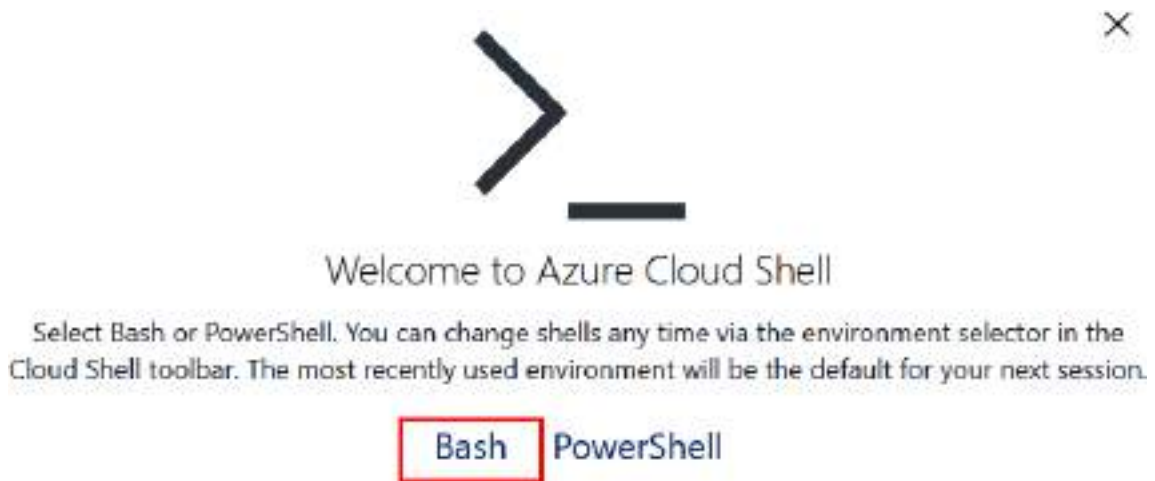 Welcome to Azure Cloud Shell
Select Bash or PowerShell. You can change shells any time via the environment selector in the
Cloud Shell toolbar. The most recently used environment will be the default for your next session.
Bash PowerShell